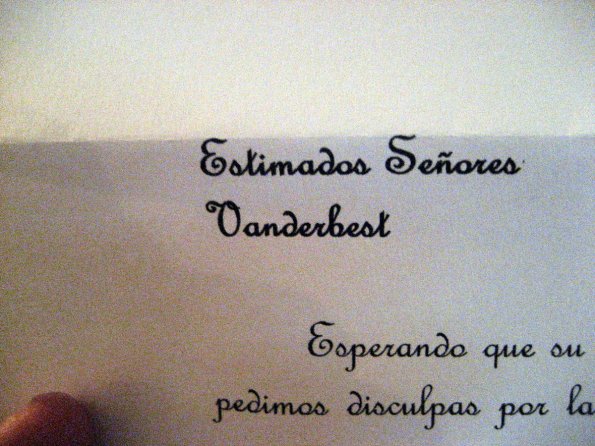 Estimados Señores
Vanderbest
Esperando que su
pedimos disculpas por la